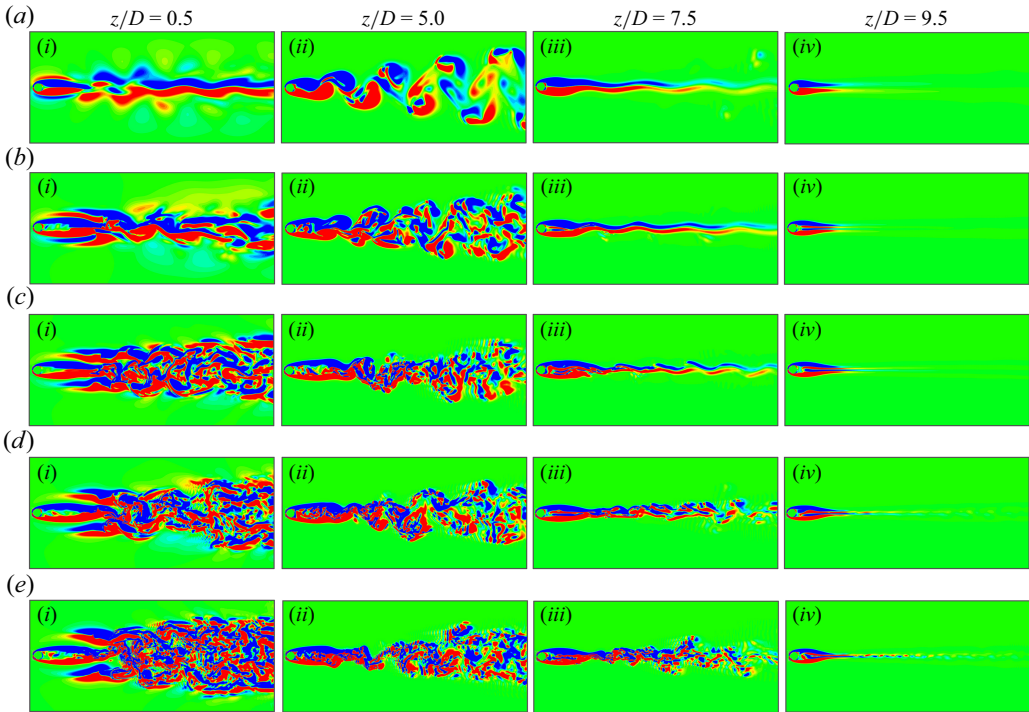 (a) z/D = 0.5 z/D = 5.0 z/D = 7.5 z/D = 9.5
(i) (ii) (iii) (iv)
(b)
(i) (ii) (iii) (iv)
(c)
(i) (ii) (iii) (iv)
(d)
(i) (ii) (iii) (iv)
(e)
(i) (ii) (iii) (iv)